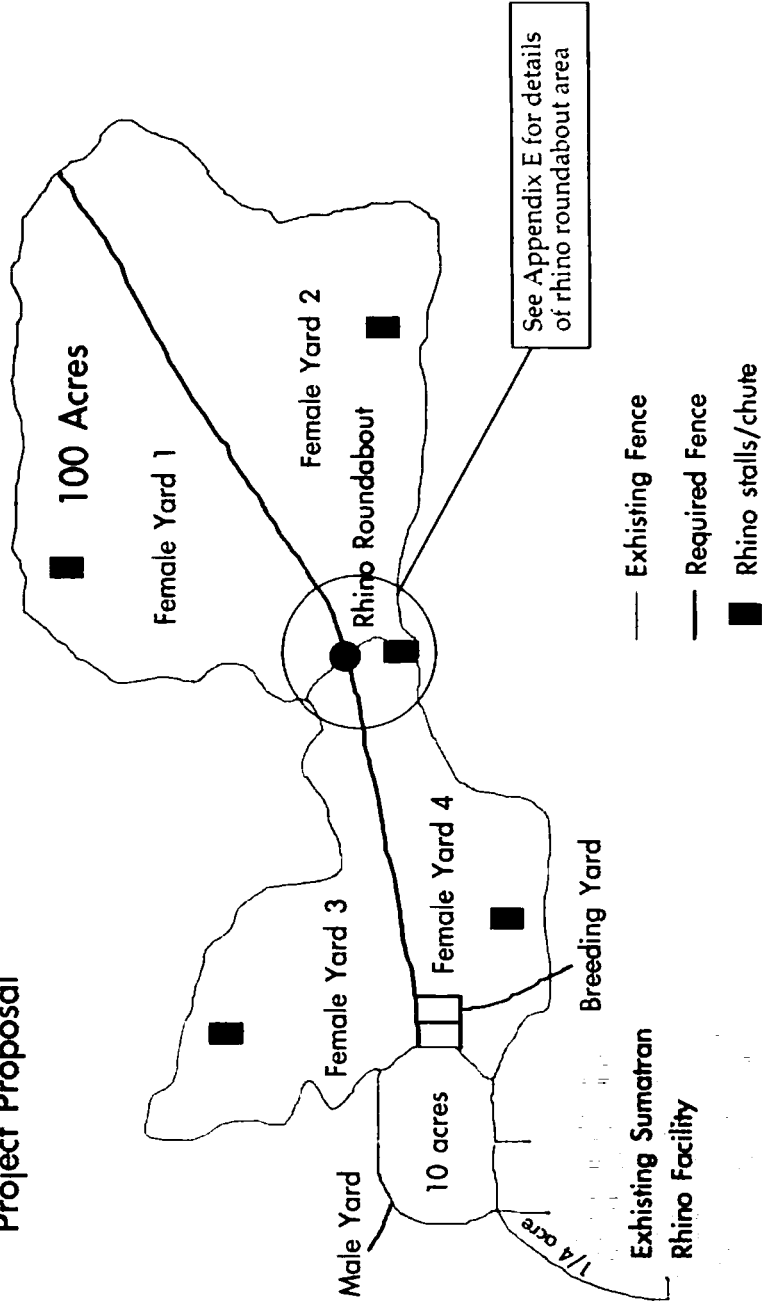 Project Proposal
100 Acres
Female Yard 1
Female Yard 2
Rhino Roundabout
Female Yard 3
Female Yard 4
Male Yard
10 acres
Breeding Yard
1/4 acre
Exhisting Sumatran
Rhino Facility
See Appendix E for details
of rhino roundabout area
Exhisting Fence
Required Fence
Rhino stalls/chute